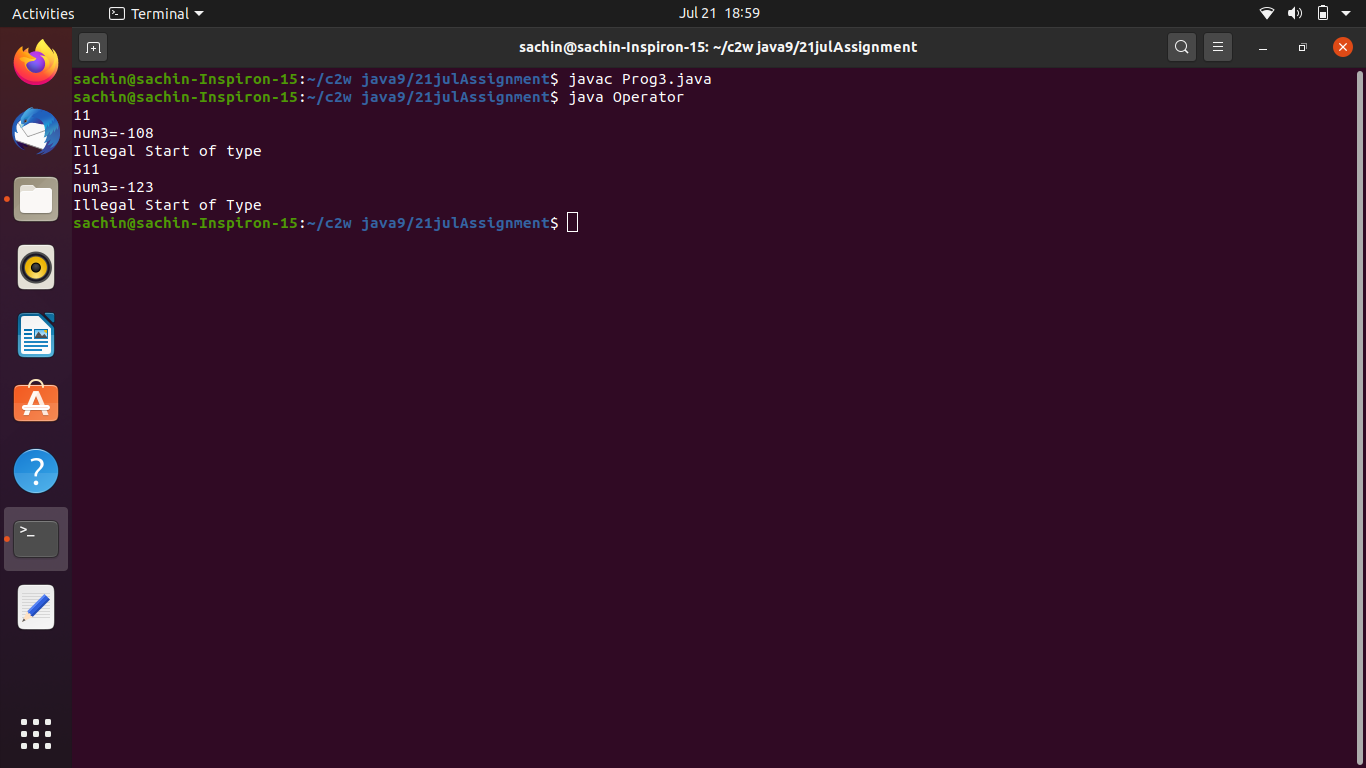 Activities
Terminal
Jul 21 18:59
sachin@sachin-Inspiron-15: ~/c2w java9/21julAssignment
sachin@sachin-Inspiron-15:~/c2w java9/21julAssignment$ javac Prog3.java
sachin@sachin-Inspiron-15:~/c2w java9/21julAssignment$ java Operator
11
num3=-108
Illegal Start of type
511
num3=-123
Illegal Start of Type
sachin@sachin-Inspiron-15:~/c2w java9/21julAssignment$